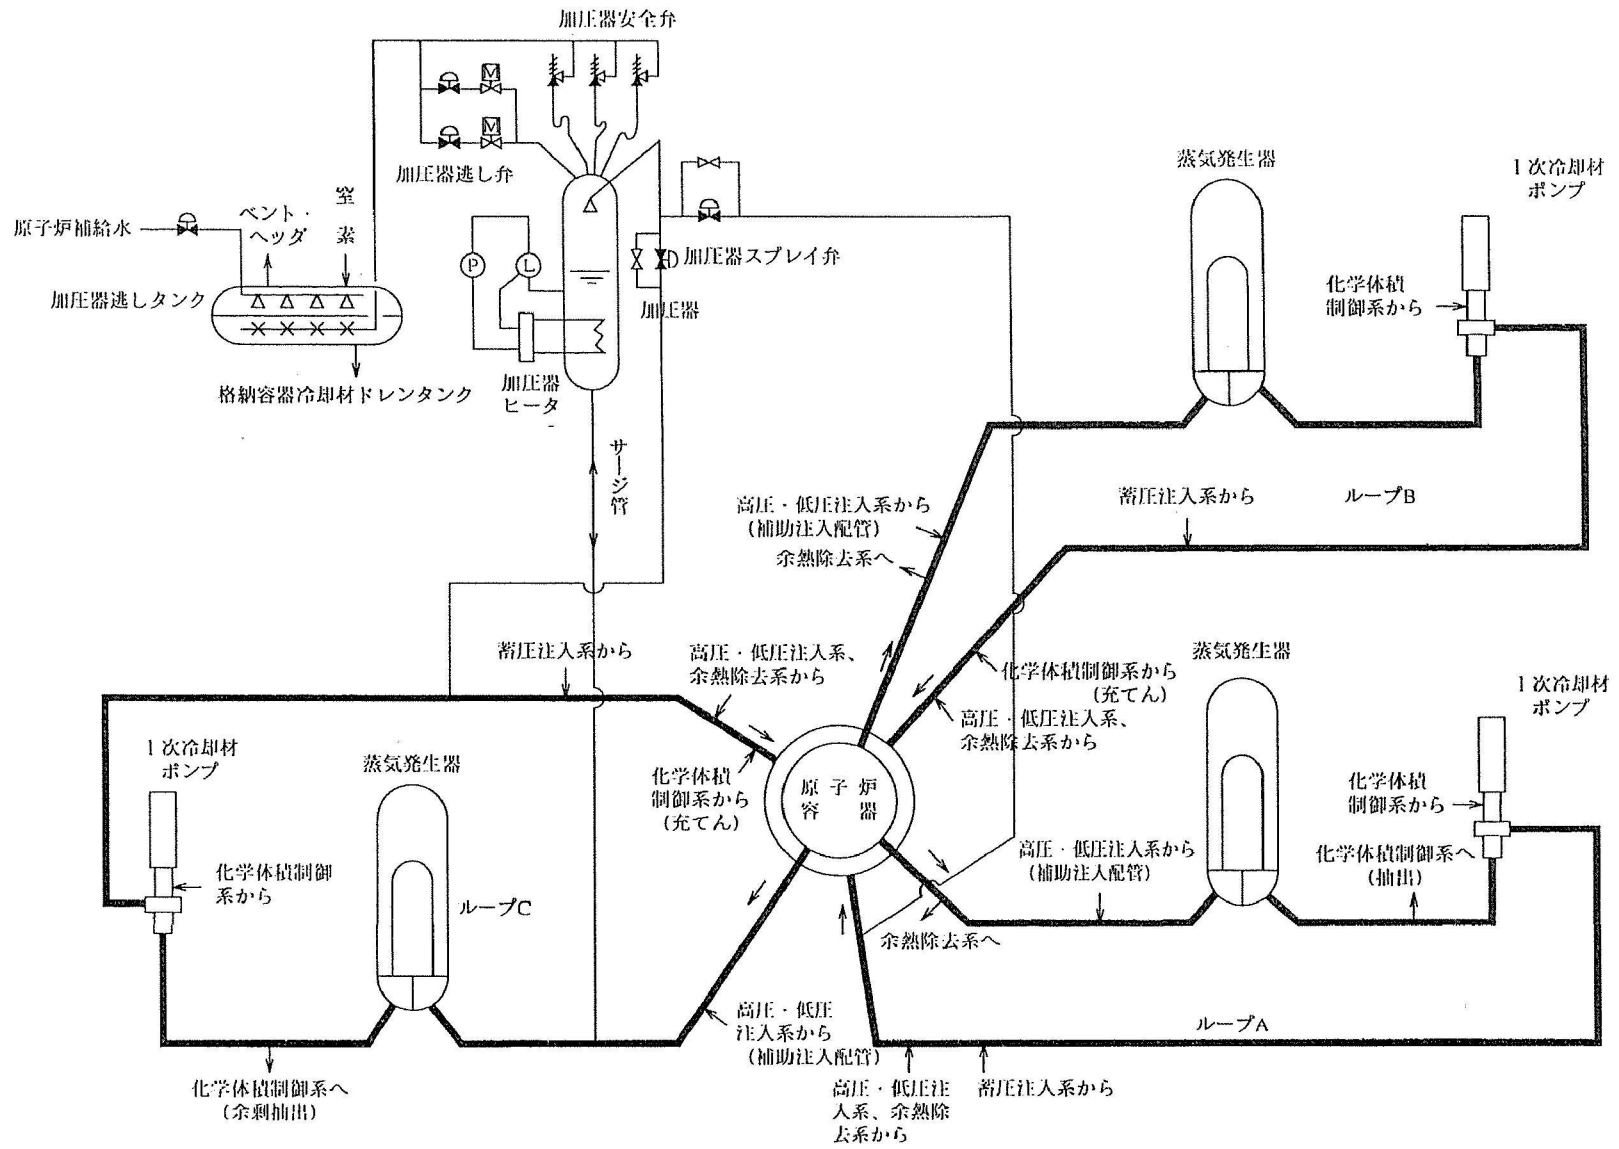 加圧器安全弁
M
M
加圧器逃し弁
窒素
ベント・
ヘッダ
原子炉補給水
加圧器逃しタンク
格納容器冷却材ドレンタンク
P
L
加圧器スプレイ弁
加圧器
加圧器
ヒータ
サージ管
蒸気発生器
1次冷却材
ポンプ
化学体積
制御系から
高圧・低圧注入系から
(補助注入配管)
余熱除去系へ
蓄圧注入系から
ループB
蓄圧注入系から
高圧・低圧注入系、
余熱除去系から
化学体積制御系から
(充てん)
高圧・低圧注入系、
余熱除去系から
蒸気発生器
1次冷却材
ポンプ
1次冷却材
ポンプ
蒸気発生器
化学体積
制御系から
(充てん)
原子炉
容器
化学体積
制御系から
高圧・低圧注入系から
(補助注入配管)
化学体積制御系へ
(抽出)
化学体積制御
系から
ループC
余熱除去系へ
高圧・低圧
注入系から
(補助注入配管)
ループA
化学体積制御系へ
(余剰抽出)
高圧・低圧注
入系、余熱除
去系から
蓄圧注入系から